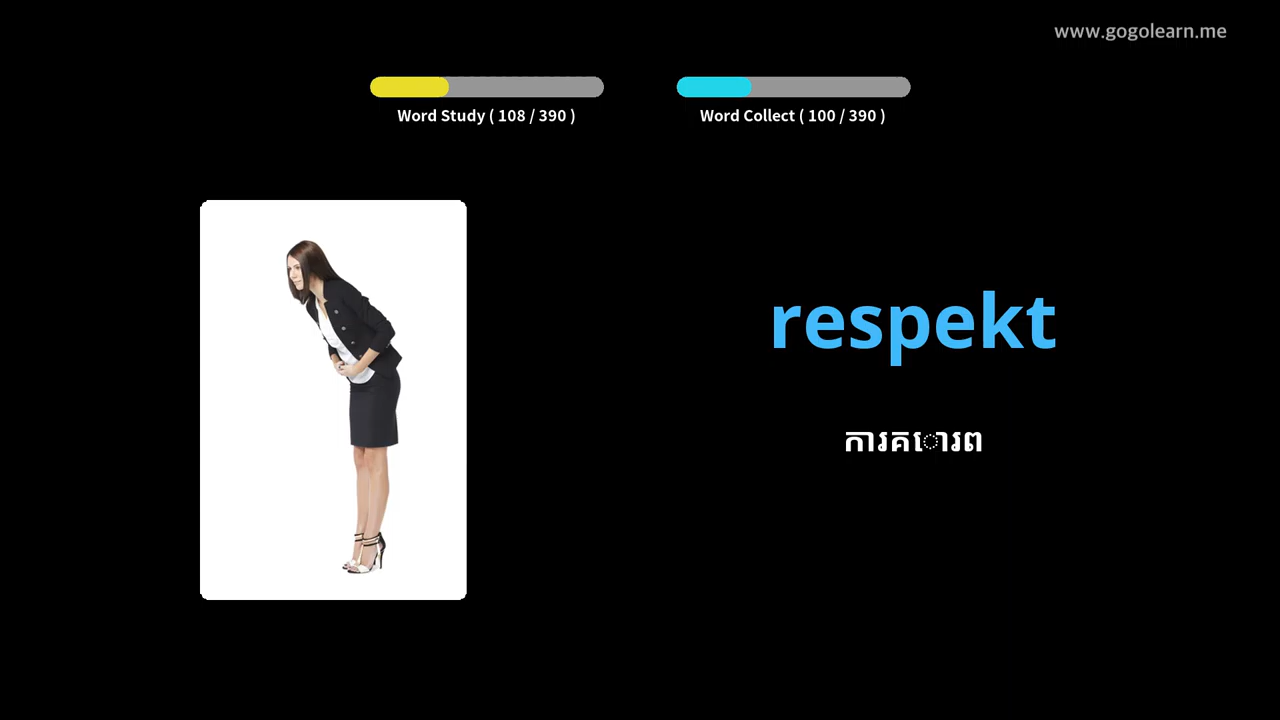 www.gogolearn.me
Word Study ( 108 / 390 )
Word Collect ( 100 / 390 )
respekt
ការគោរព